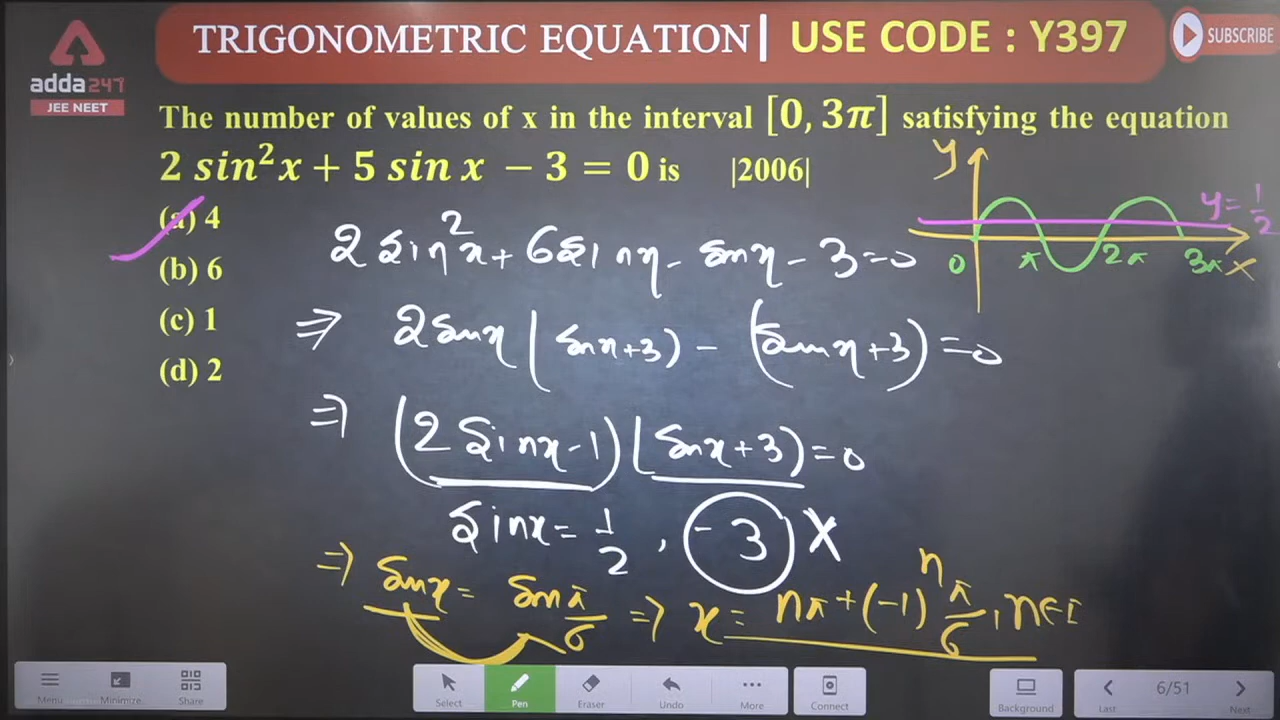 TRIGONOMETRIC EQUATION| USE CODE : Y397
SUBSCRIBE
adda247
JEE NEET
The number of values of x in the interval [0, 3π] satisfying the equation
2 sin²x + 5 sin x − 3 = 0 is |2006|
(a) 4
(b) 6
(c) 1
(d) 2
y
y = 1/2
0 π 2π 3π x
2 sin²x + 6 sin x - sin x - 3 = 0
⇒ 2 sin x (sin x + 3) - (sin x + 3) = 0
⇒ (2 sin x - 1) (sin x + 3) = 0
sin x = 1/2 , -3 X
⇒ sin x = sin π/6 ⇒ x = nπ + (-1)ⁿ π/6 , n ∈ I
Menu
Minimize
Share
Select
Pen
Eraser
Undo
More
Connect
Background
Last
6/51
Next